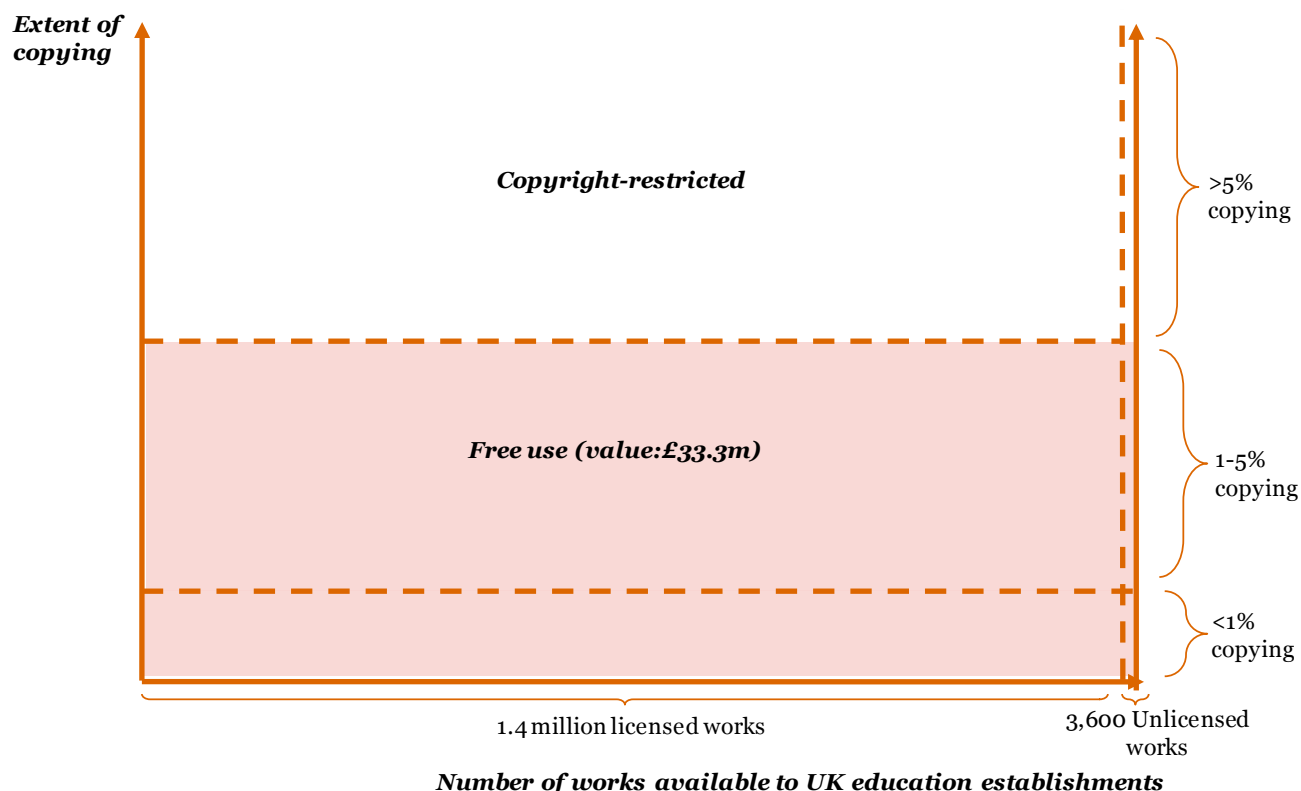 Extent of
copying
Copyright-restricted
>5%
copying
Free use (value:£33.3m)
1-5%
copying
<1%
copying
1.4 million licensed works
3,600 Unlicensed
works
Number of works available to UK education establishments